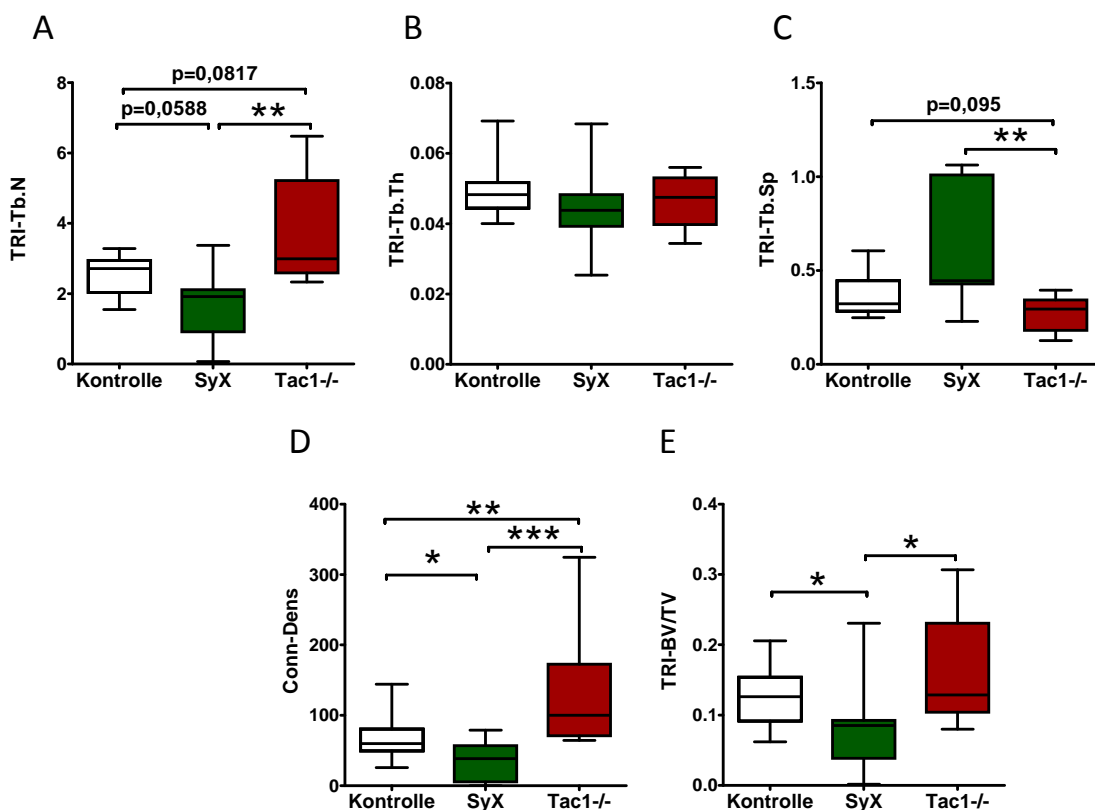 A
p=0,0817
p=0,0588
**
TRI-Tb.N
8
6
4
2
0
Kontrolle SyX Tac1-/-
B
TRI-Tb.Th
0.08
0.06
0.04
0.02
0.00
Kontrolle SyX Tac1-/-
C
p=0,095
**
TRI-Tb.Sp
1.5
1.0
0.5
0.0
Kontrolle SyX Tac1-/-
D
**
***
*
Conn-Dens
400
300
200
100
0
Kontrolle SyX Tac1-/-
E
*
*
TRI-BV/TV
0.4
0.3
0.2
0.1
0.0
Kontrolle SyX Tac1-/-